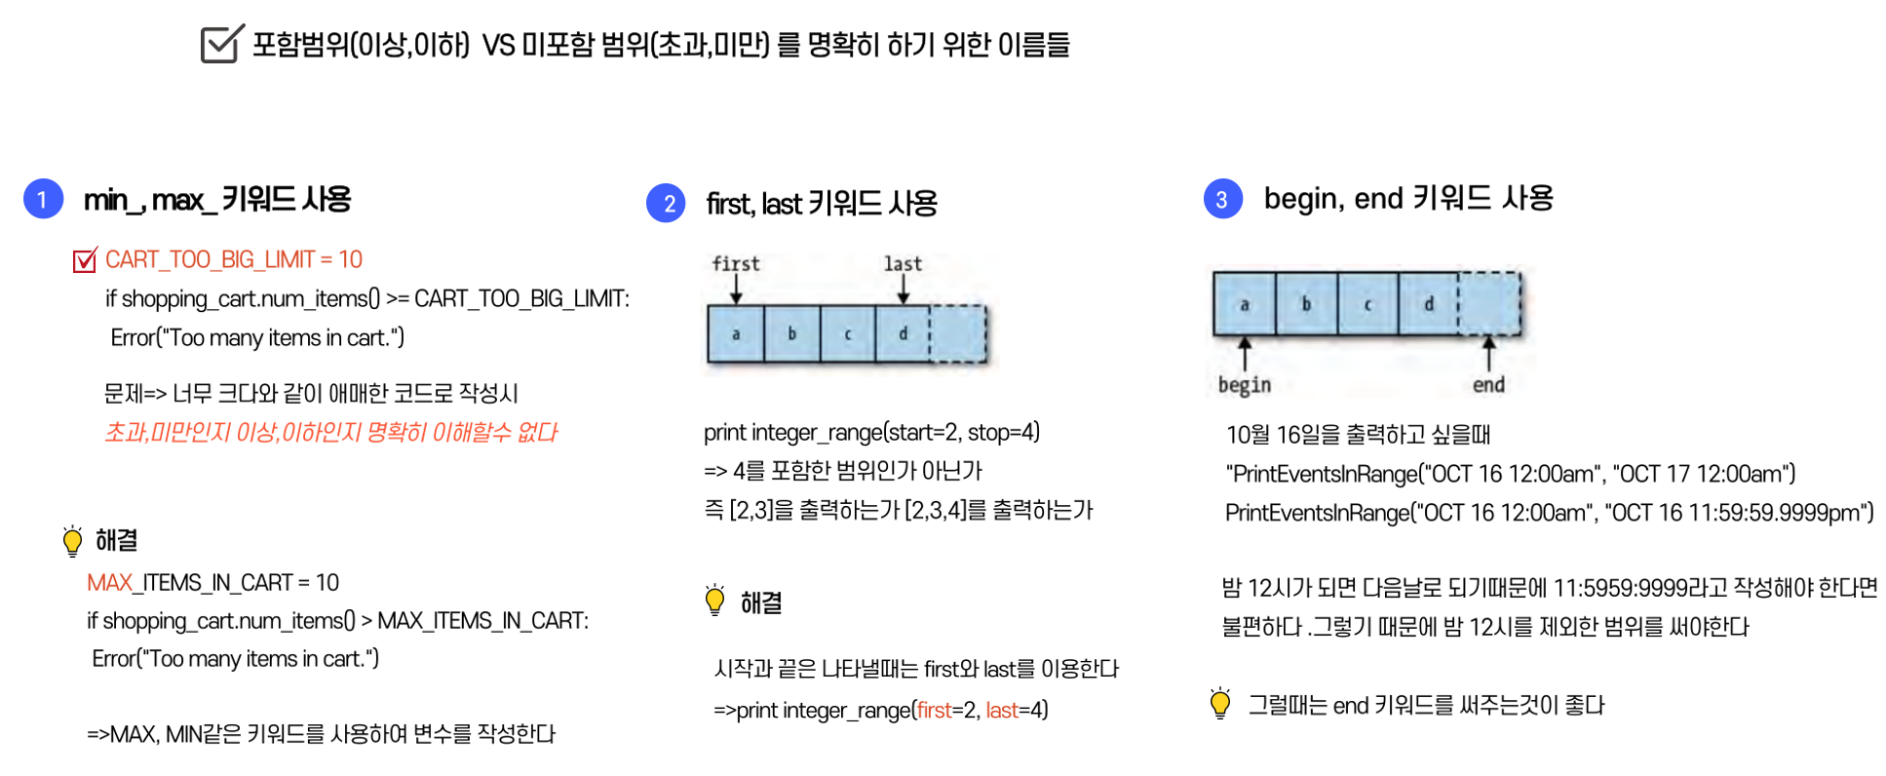 포함범위(이상,이하) VS 미포함 범위(초과,미만) 를 명확히 하기 위한 이름들
1 min_, max_ 키워드 사용
CART_TOO_BIG_LIMIT = 10
if shopping_cart.num_items() >= CART_TOO_BIG_LIMIT:
Error("Too many items in cart.")
문제=> 너무 크다와 같이 애매한 코드로 작성시
초과,미만인지 이상,이하인지 명확히 이해할수 없다
해결
MAX_ITEMS_IN_CART = 10
if shopping_cart.num_items() > MAX_ITEMS_IN_CART:
Error("Too many items in cart.")
=>MAX, MIN같은 키워드를 사용하여 변수를 작성한다
2 first, last 키워드 사용
first last
a b c d
print integer_range(start=2, stop=4)
=> 4를 포함한 범위인가 아닌가
즉 [2,3]을 출력하는가 [2,3,4]를 출력하는가
해결
시작과 끝은 나타낼때는 first와 last를 이용한다
=>print integer_range(first=2, last=4)
3 begin, end 키워드 사용
a b c d
begin end
10월 16일을 출력하고 싶을때
"PrintEventsInRange("OCT 16 12:00am", "OCT 17 12:00am")
PrintEventsInRange("OCT 16 12:00am", "OCT 16 11:59:59.9999pm")
밤 12시가 되면 다음날로 되기때문에 11:5959:9999라고 작성해야 한다면
불편하다 .그렇기 때문에 밤 12시를 제외한 범위를 써야한다
그럴때는 end 키워드를 써주는것이 좋다